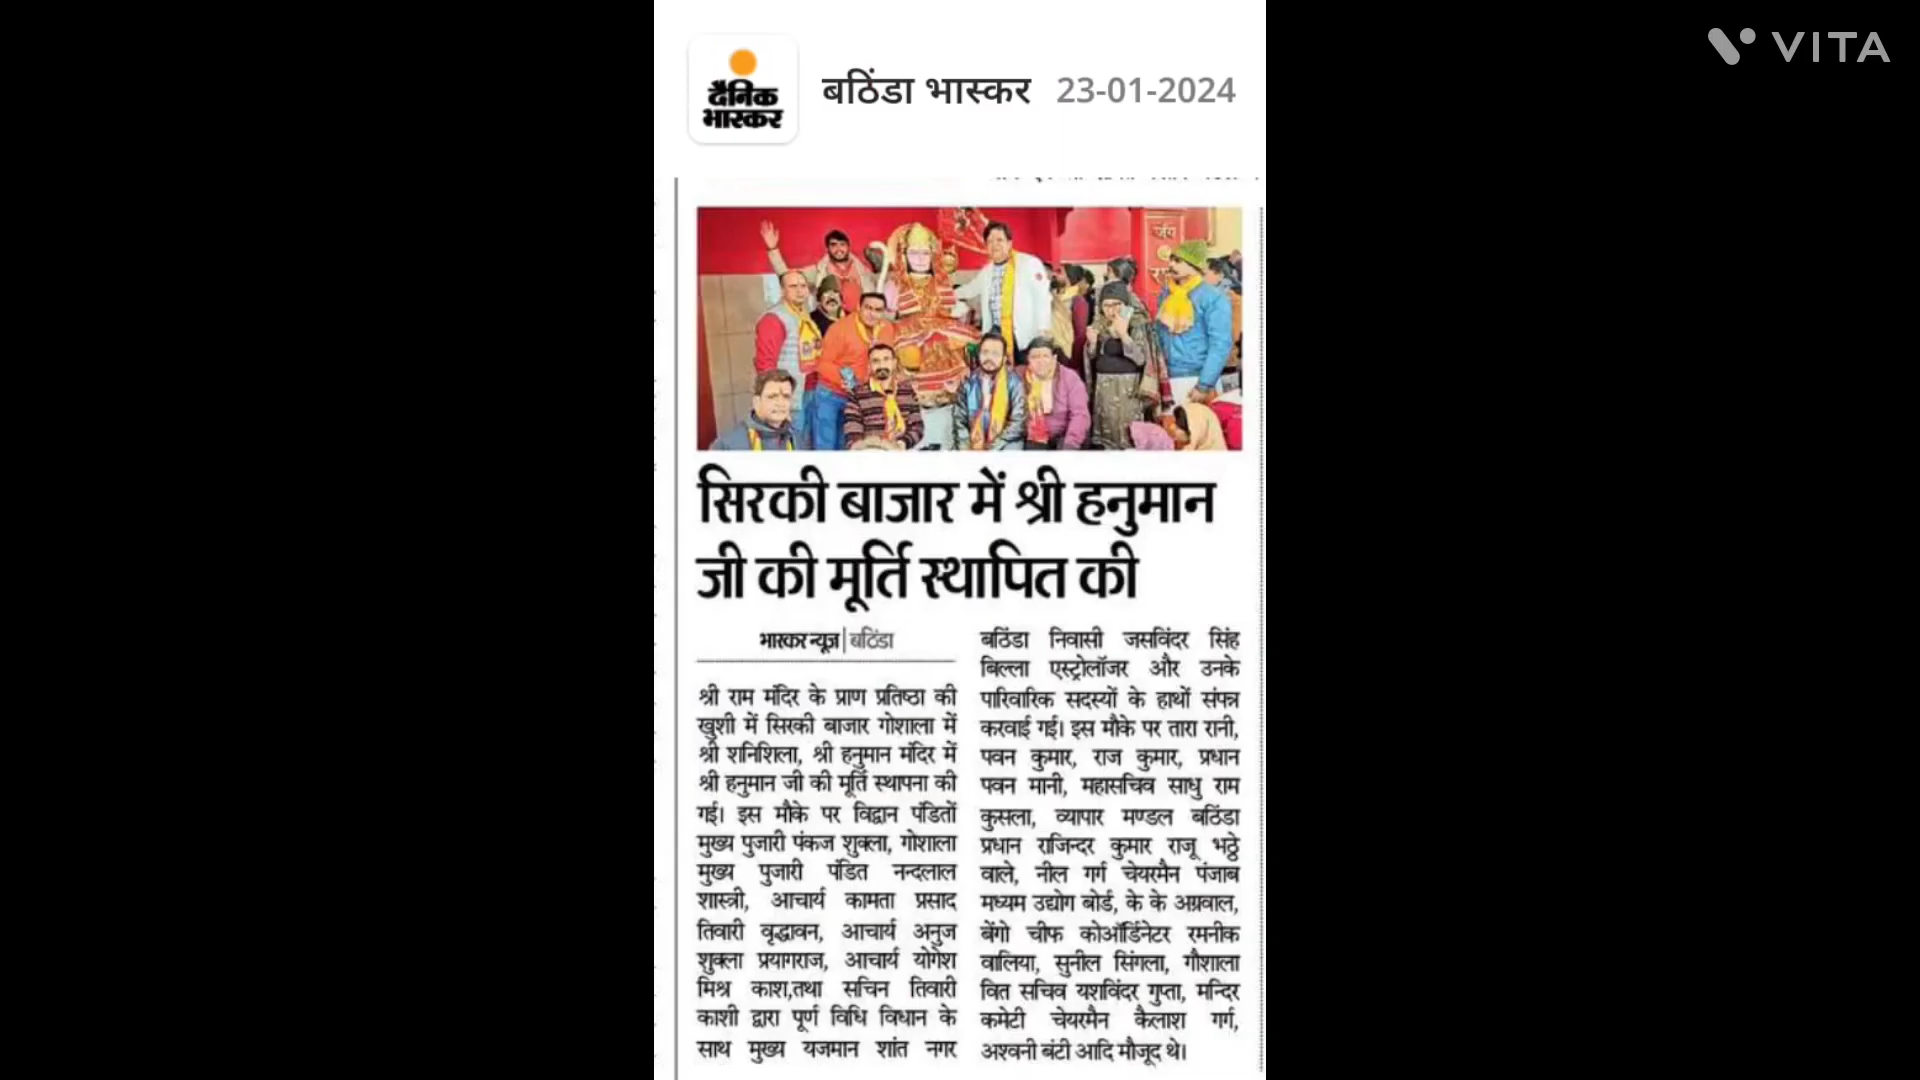 VITA
दैनिक
भास्कर
बठिंडा भास्कर 23-01-2024
सिरकी बाजार में श्री हनुमान
जी की मूर्ति स्थापित की
भास्कर न्यूज़ | बठिंडा
श्री राम मंदिर के प्राण प्रतिष्ठा की
खुशी में सिरकी बाजार गोशाला में
श्री शनिशिला, श्री हनुमान मंदिर में
श्री हनुमान जी की मूर्ति स्थापना की
गई। इस मौके पर विद्वान पंडितों
मुख्य पुजारी पंकज शुक्ला, गोशाला
मुख्य पुजारी पंडित नन्दलाल
शास्त्री, आचार्य कामता प्रसाद
तिवारी वृद्धावन, आचार्य अनुज
शुक्ला प्रयागराज, आचार्य योगेश
मिश्र काश,तथा सचिन तिवारी
काशी द्वारा पूर्ण विधि विधान के
साथ मुख्य यजमान शांत नगर
बठिंडा निवासी जसविंदर सिंह
बिल्ला एस्ट्रोलॉजर और उनके
पारिवारिक सदस्यों के हाथों संपन्न
करवाई गई। इस मौके पर तारा रानी,
पवन कुमार, राज कुमार, प्रधान
पवन मानी, महासचिव साधु राम
कुसला, व्यापार मण्डल बठिंडा
प्रधान राजिन्दर कुमार राजू भठ्ठे
वाले, नील गर्ग चेयरमैन पंजाब
मध्यम उद्योग बोर्ड, के के अग्रवाल,
बेंगो चीफ कोऑर्डिनेटर रमनीक
वालिया, सुनील सिंगला, गौशाला
वित सचिव यशविंदर गुप्ता, मन्दिर
कमेटी चेयरमैन कैलाश गर्ग,
अश्वनी बंटी आदि मौजूद थे।